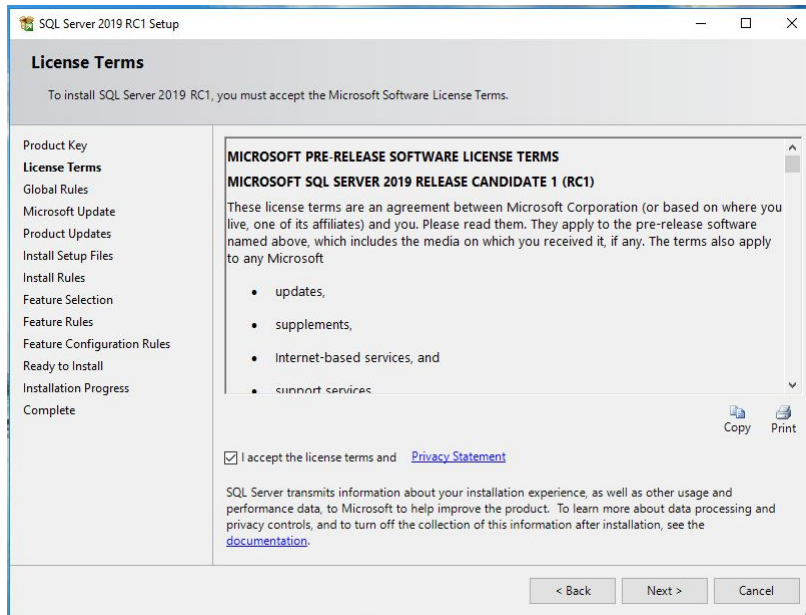 SQL Server 2019 RC1 Setup
License Terms
To install SQL Server 2019 RC1, you must accept the Microsoft Software License Terms.
Product Key
License Terms
Global Rules
Microsoft Update
Product Updates
Install Setup Files
Install Rules
Feature Selection
Feature Rules
Feature Configuration Rules
Ready to Install
Installation Progress
Complete
MICROSOFT PRE-RELEASE SOFTWARE LICENSE TERMS
MICROSOFT SQL SERVER 2019 RELEASE CANDIDATE 1 (RC1)
These license terms are an agreement between Microsoft Corporation (or based on where you
live, one of its affiliates) and you. Please read them. They apply to the pre-release software
named above, which includes the media on which you received it, if any. The terms also apply
to any Microsoft
• updates,
• supplements,
• Internet-based services, and
• support services
Copy
Print
I accept the license terms and Privacy Statement
SQL Server transmits information about your installation experience, as well as other usage and
performance data, to Microsoft to help improve the product. To learn more about data processing and
privacy controls, and to turn off the collection of this information after installation, see the
documentation.
< Back
Next >
Cancel